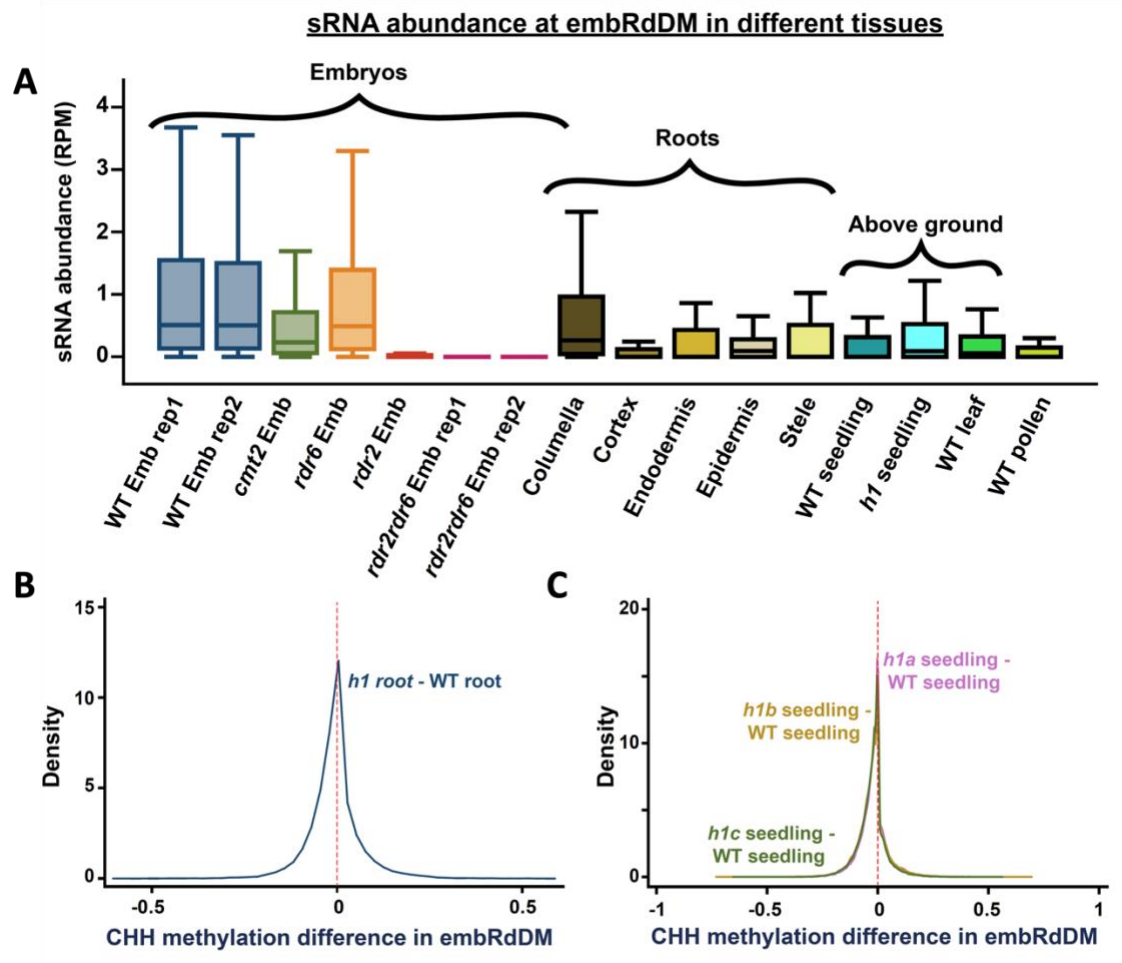 sRNA abundance at embRdDM in different tissues
A
Embryos
Roots
Above ground
sRNA abundance (RPM)
4
3
2
1
0
WT Emb rep1
WT Emb rep2
cmt2 Emb
rdr6 Emb
rdr2 Emb
rdr2rdr6 Emb rep1
rdr2rdr6 Emb rep2
Columella
Cortex
Endodermis
Epidermis
Stele
WT seedling
h1 seedling
WT leaf
WT pollen
B
Density
15
10
5
0
h1 root - WT root
-0.5
0
0.5
CHH methylation difference in embRdDM
C
Density
20
10
0
h1a seedling -
WT seedling
h1b seedling -
WT seedling
h1c seedling -
WT seedling
-1
-0.5
0
0.5
1
CHH methylation difference in embRdDM